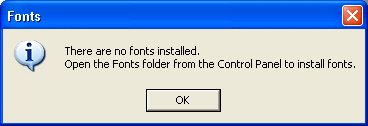 Fonts
There are no fonts installed.
Open the Fonts folder from the Control Panel to install fonts.
OK